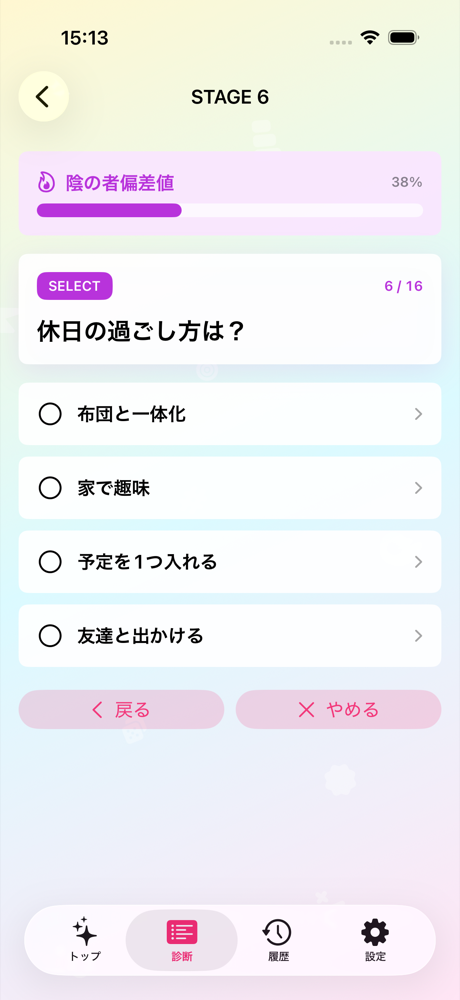 15:13
STAGE 6
陰の者偏差値
38%
SELECT
6 / 16
休日の過ごし方は？
布団と一体化
家で趣味
予定を1つ入れる
友達と出かける
戻る
やめる
トップ
診断
履歴
設定